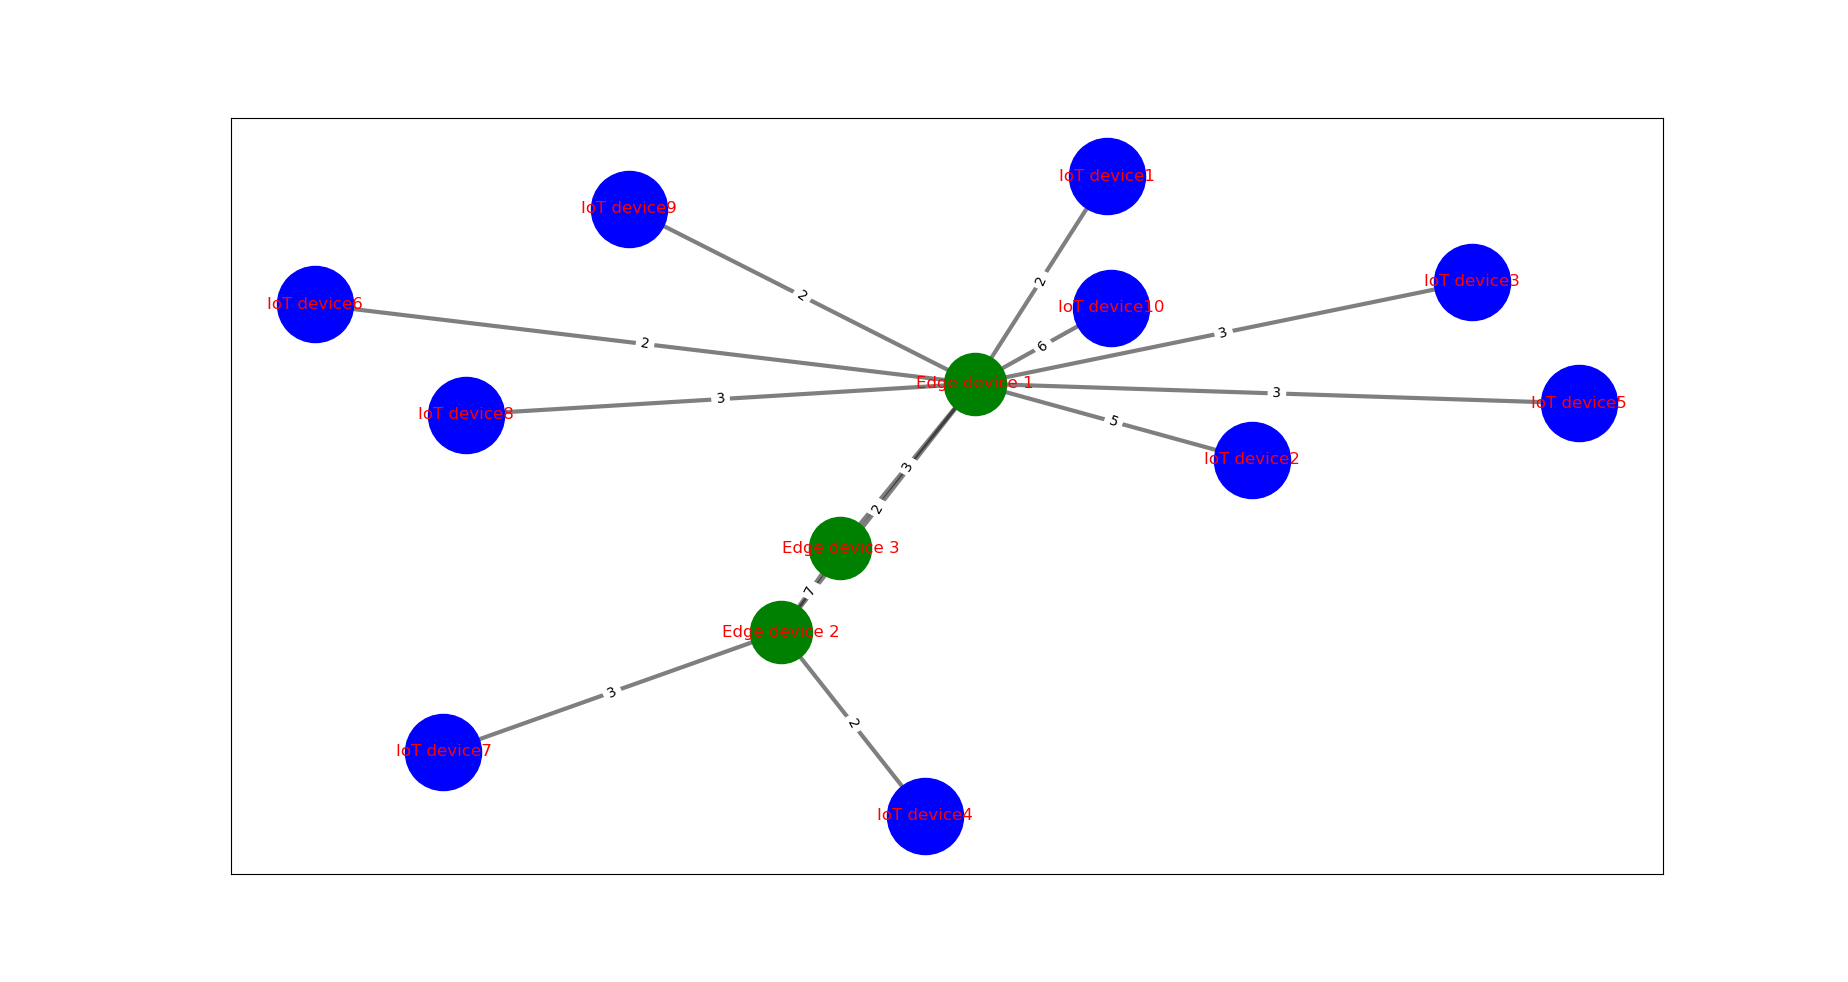 IoT device1
IoT device9
IoT device3
2
2
IoT device6
IoT device10
3
2
6
Edge device 1
3
3
IoT device5
IoT device8
5
IoT device2
3
2
Edge device 3
7
Edge device 2
3
2
IoT device7
IoT device4